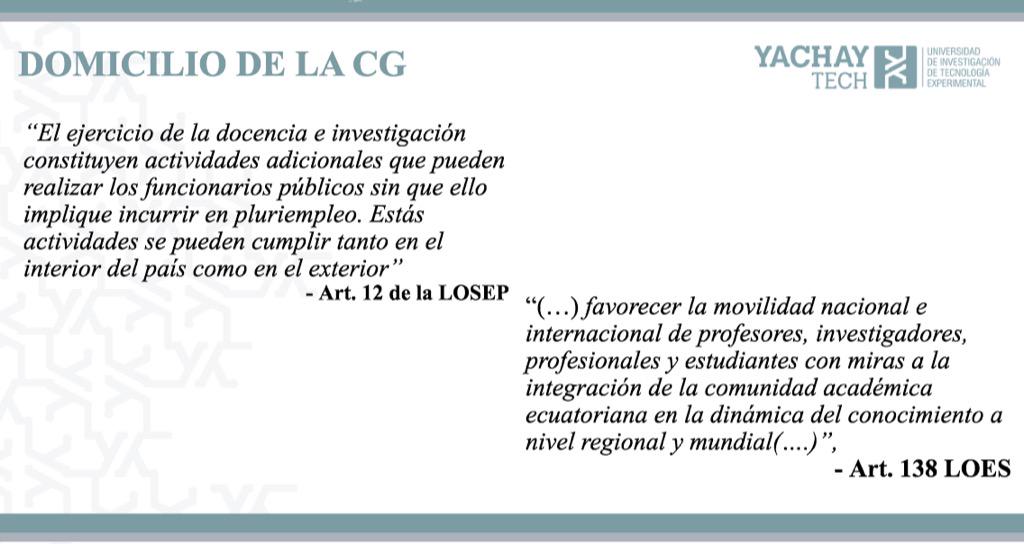 DOMICILIO DE LA CG
YACHAY
TECH
UNIVERSIDAD
DE INVESTIGACIÓN
DE TECNOLOGÍA
EXPERIMENTAL
“El ejercicio de la docencia e investigación
constituyen actividades adicionales que pueden
realizar los funcionarios públicos sin que ello
implique incurrir en pluriempleo. Estás
actividades se pueden cumplir tanto en el
interior del país como en el exterior”
- Art. 12 de la LOSEP
“(…) favorecer la movilidad nacional e
internacional de profesores, investigadores,
profesionales y estudiantes con miras a la
integración de la comunidad académica
ecuatoriana en la dinámica del conocimiento a
nivel regional y mundial(....)”,
- Art. 138 LOES